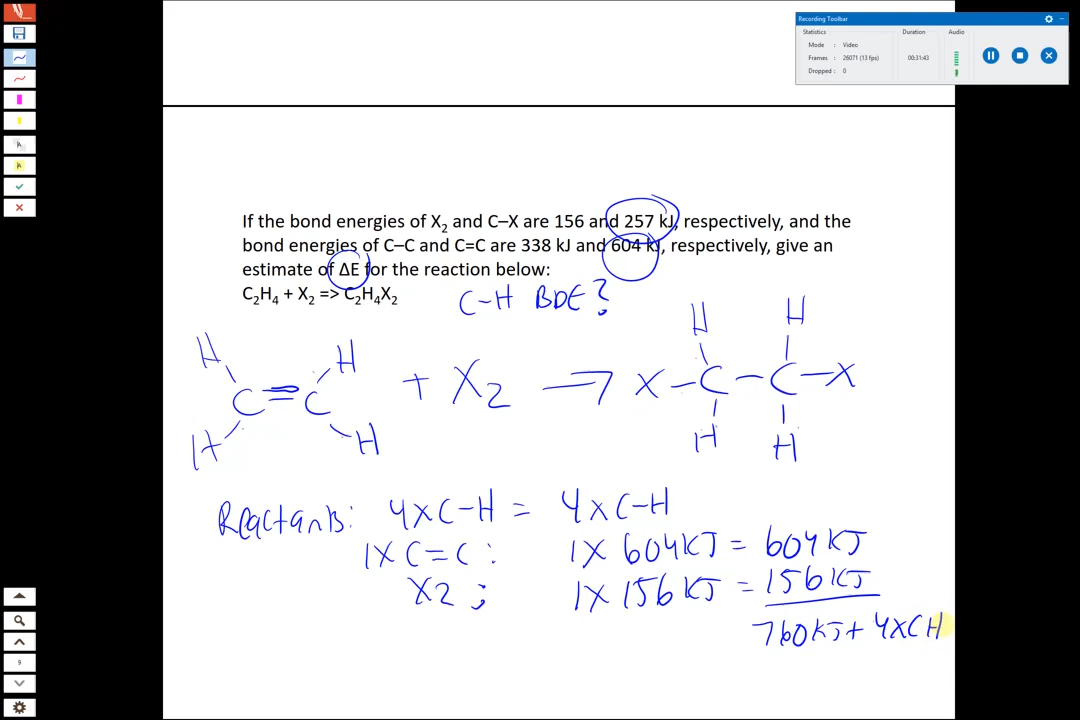 Recording Toolbar
Statistics
Mode : Video
Frames : 26071 (13 fps)
Dropped : 0
Duration
00:31:43
Audio
If the bond energies of X₂ and C–X are 156 and 257 kJ, respectively, and the
bond energies of C–C and C=C are 338 kJ and 604 kJ, respectively, give an
estimate of ΔE for the reaction below:
C₂H₄ + X₂ => C₂H₄X₂
C-H BDE?
H H H H
C=C + X2 → X-C-C-X
H H H H
Reactants: 4xC-H = 4xC-H
1xC=C: 1x 604KJ = 604KJ
X2: 1x 156KJ = 156KJ
760KJ+ 4xCH
9